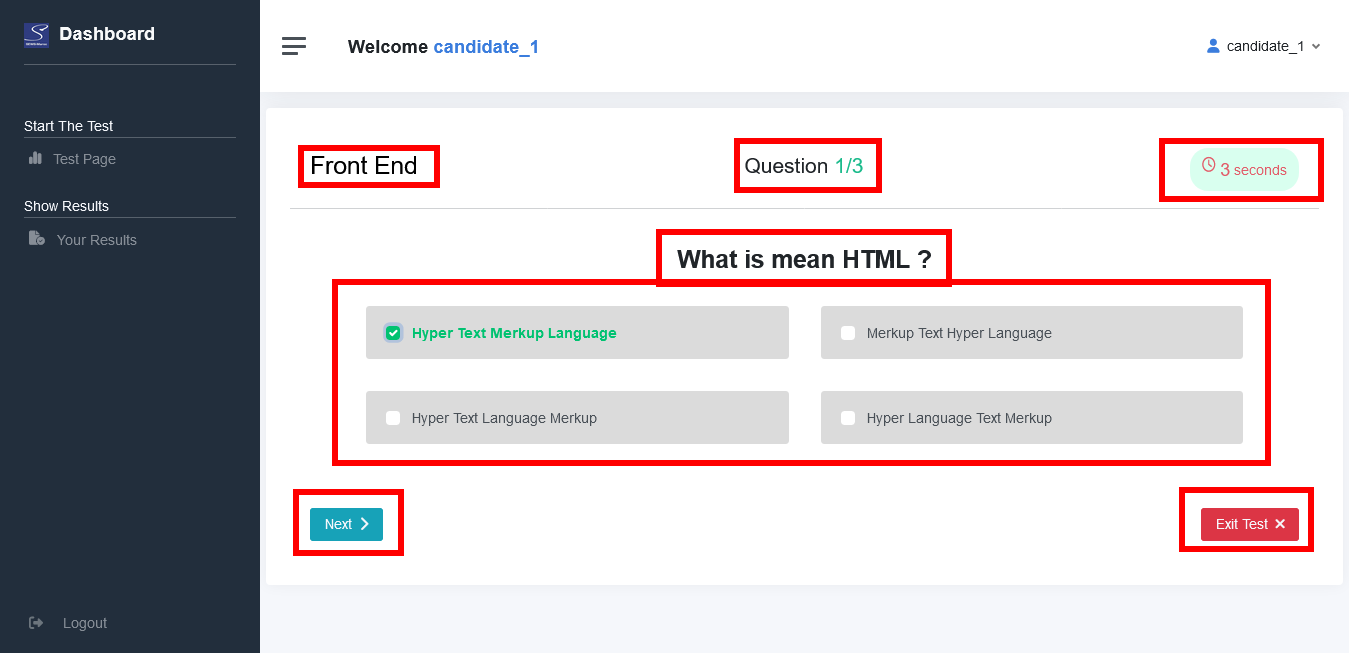 Dashboard
Welcome candidate_1
candidate_1
Start The Test
Test Page
Show Results
Your Results
Logout
Front End
Question 1/3
3 seconds
What is mean HTML ?
Hyper Text Merkup Language
Merkup Text Hyper Language
Hyper Text Language Merkup
Hyper Language Text Merkup
Next
Exit Test